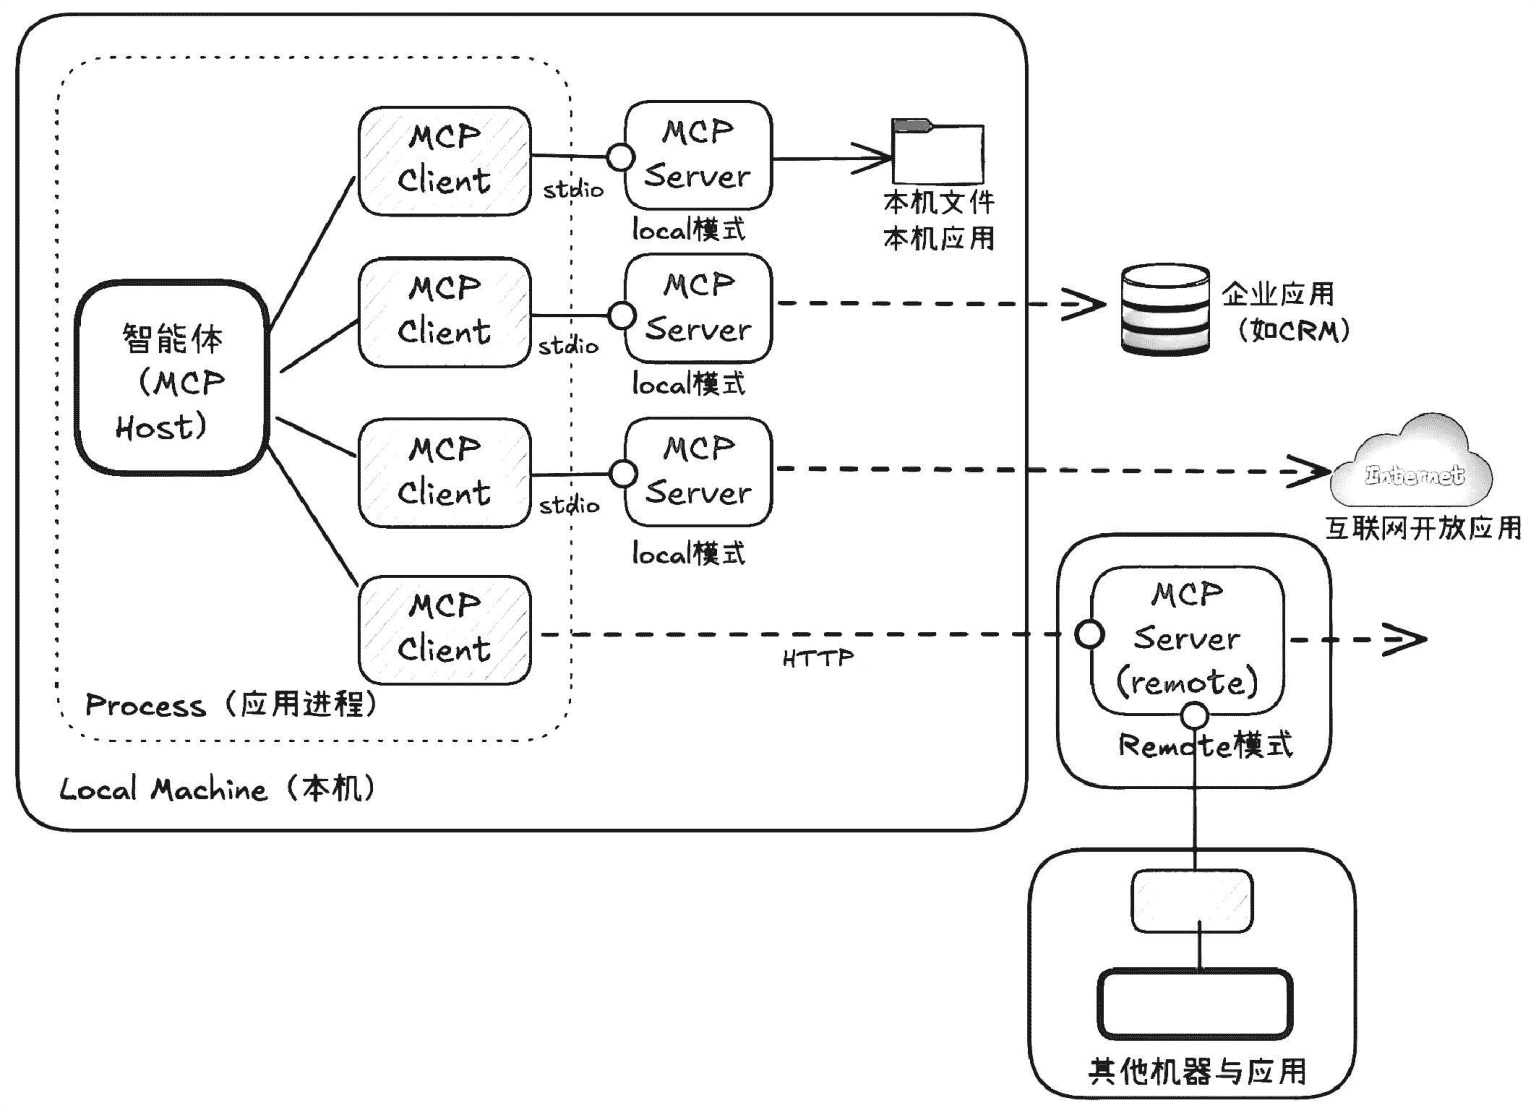 MCP
Client
stdio
MCP
Server
local模式
本机文件
本机应用
MCP
Client
stdio
MCP
Server
local模式
企业应用
（如CRM）
智能体
（MCP
Host）
MCP
Client
stdio
MCP
Server
local模式
Internet
互联网开放应用
MCP
Client
HTTP
MCP
Server
(remote)
Remote模式
Process（应用进程）
Local Machine（本机）
其他机器与应用